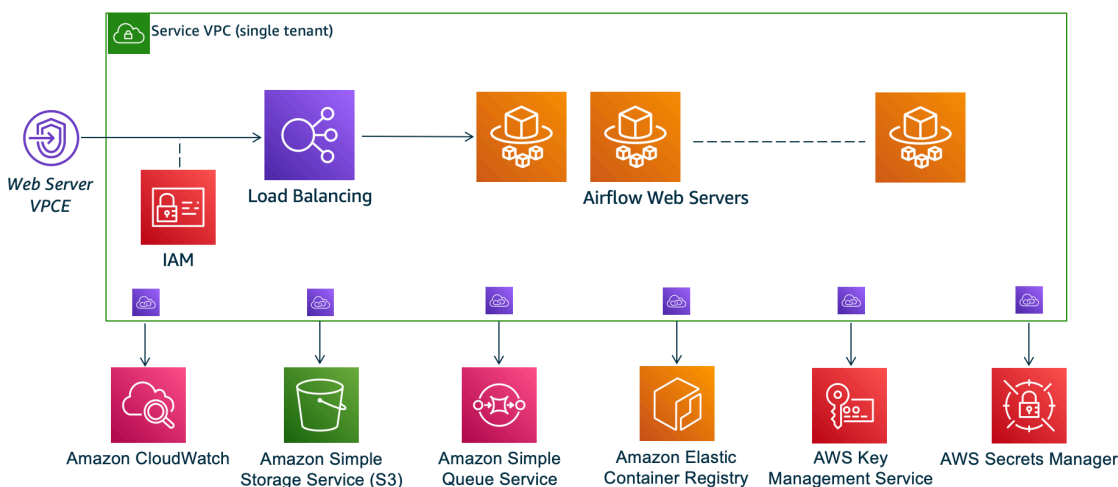 Service VPC (single tenant)
Web Server
VPCE
Load Balancing
Airflow Web Servers
IAM
Amazon CloudWatch
Amazon Simple
Storage Service (S3)
Amazon Simple
Queue Service
Amazon Elastic
Container Registry
AWS Key
Management Service
AWS Secrets Manager